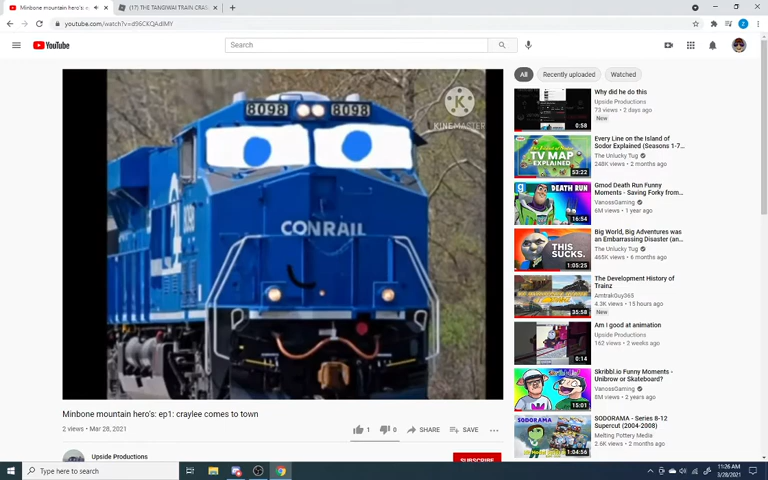 Minbone mountain hero's: e
(17) THE TANGIWAI TRAIN CRAS
youtube.com/watch?v=d96CKQAdlMY
YouTube
Search
8098
8098
KINEMASTER
CONRAIL
8098
Minbone mountain hero's: ep1: craylee comes to town
2 views • Mar 28, 2021
1
0
SHARE
SAVE
Upside Productions
SUBSCRIBE
All
Recently uploaded
Watched
0:58
Why did he do this
Upside Productions
73 views • 2 days ago
New
TV MAP
EXPLAINED
53:22
Every Line on the Island of
Sodor Explained (Seasons 1-7...
The Unlucky Tug
248K views • 2 months ago
DEATH RUN
16:54
Gmod Death Run Funny
Moments - Saving Forky from...
VanossGaming
6M views • 1 year ago
THIS
SUCKS.
1:05:25
Big World, Big Adventures was
an Embarrassing Disaster (an...
The Unlucky Tug
465K views • 6 months ago
35:58
The Development History of
Trainz
AmtrakGuy365
4.3K views • 15 hours ago
New
0:14
Am I good at animation
Upside Productions
162 views • 2 weeks ago
15:01
Skribbl.io Funny Moments -
Unibrow or Skateboard?
VanossGaming
8M views • 2 years ago
SODORAMA
1:04:56
SODORAMA - Series 8-12
Supercut (2004-2008)
Melting Pottery Media
2.6K views • 2 months ago
Type here to search
11:26 AM
3/28/2021